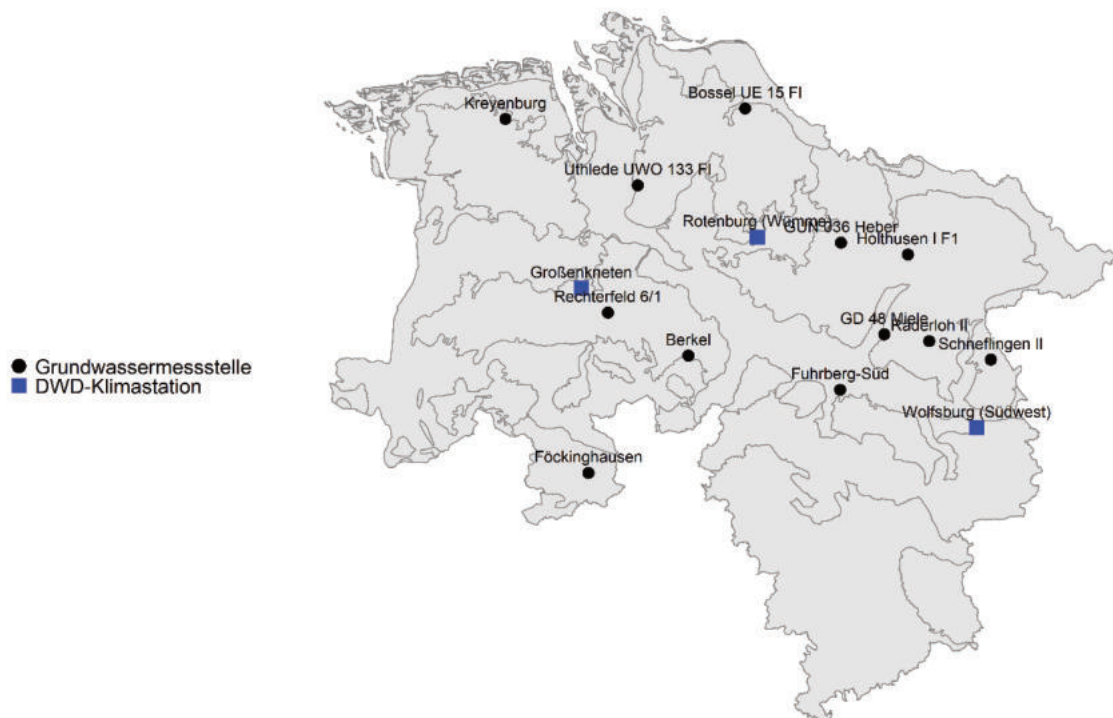 Bossel UE 15 FI
Kreyenburg
Uthlede UWO 133 FI
Rotenburg (Wümme)
GÜN 036 Heber
Holthusen I F1
Großenkneten
Rechterfeld 6/1
GD 48 Miele
Räderloh II
Berkel
Schneflingen II
Grundwassermessstelle
DWD-Klimastation
Fuhrberg-Süd
Wolfsburg (Südwest)
Föckinghausen